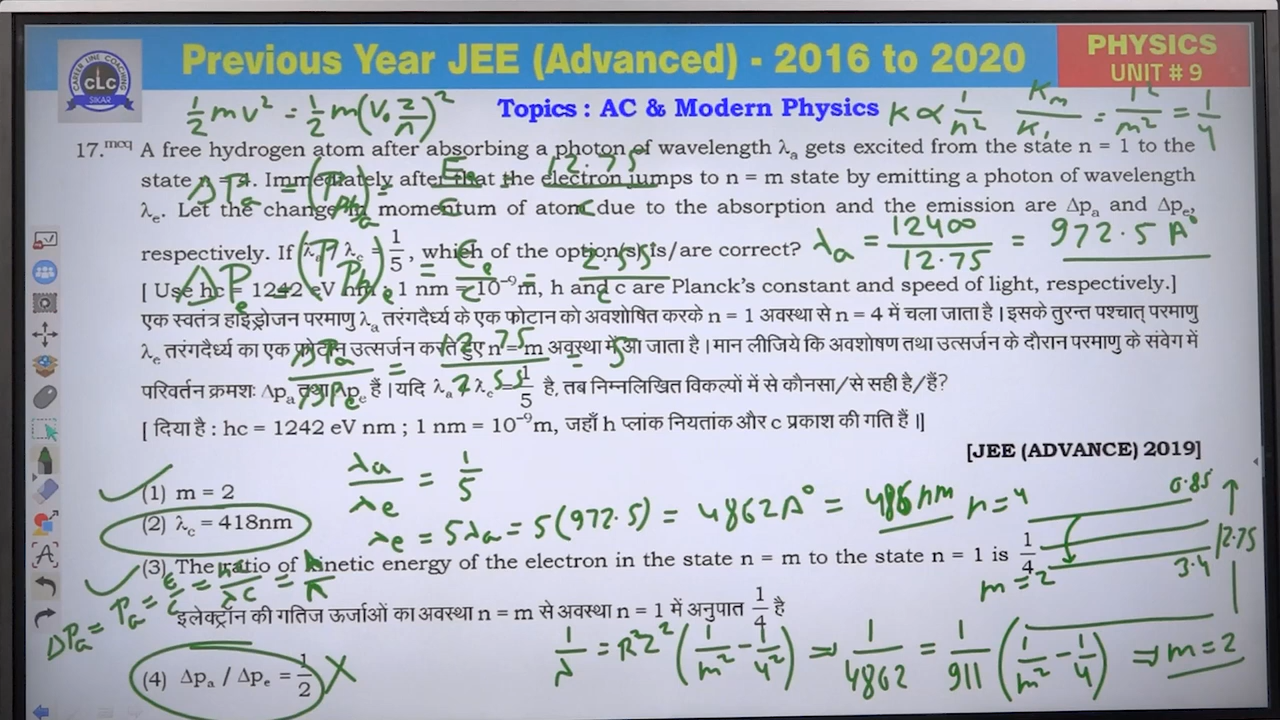 Previous Year JEE (Advanced) - 2016 to 2020
PHYSICS
UNIT # 9
CAREER LINE COACHING
CLC
SIKAR
Topics : AC & Modern Physics
½mv² = ½m(V₀ z/n)²
K ∝ 1/n² Km/K₁ = 1²/m² = 1/4
17.mcq A free hydrogen atom after absorbing a photon of wavelength λa gets excited from the state n = 1 to the
state n = 4. Immediately after that the electron jumps to n = m state by emitting a photon of wavelength
λe. Let the change in momentum of atom due to the absorption and the emission are Δpa and Δpe,
respectively. If λa / λe = 1/5, which of the option(s) is/are correct?
λa = 12400/12.75 = 972.5 A°
[ Use hc = 1242 eV nm ; 1 nm = 10⁻⁹m, h and c are Planck's constant and speed of light, respectively.]
एक स्वतंत्र हाइड्रोजन परमाणु λa तरंगदैर्ध्य के एक फोटान को अवशोषित करके n = 1 अवस्था से n = 4 में चला जाता है। इसके तुरन्त पश्चात् परमाणु
λe तरंगदैर्ध्य का एक फोटान उत्सर्जन करते हुए n = m अवस्था में आ जाता है। मान लीजिये कि अवशोषण तथा उत्सर्जन के दौरान परमाणु के संवेग में
परिवर्तन क्रमशः Δpa तथा Δpe हैं। यदि λa / λe = 1/5 है, तब निम्नलिखित विकल्पों में से कौनसा/से सही है/हैं?
[ दिया है : hc = 1242 eV nm ; 1 nm = 10⁻⁹m, जहाँ h प्लांक नियतांक और c प्रकाश की गति हैं।]
[JEE (ADVANCE) 2019]
λa/λe = 1/5
(1) m = 2
(2) λe = 418nm
λe = 5λa = 5(972.5) = 4862A° = 486nm
n=4
0.85
12.75
3.4
m=2
(3) The ratio of kinetic energy of the electron in the state n = m to the state n = 1 is 1/4
ΔPa = Pa = E/c = hc/λc = h/λ
इलेक्ट्रॉन की गतिज ऊर्जाओं का अवस्था n = m से अवस्था n = 1 में अनुपात 1/4 है
1/λ = RZ²(1/m² - 1/4²) ⇒ 1/4862 = 1/911 (1/m² - 1/4) ⇒ m=2
(4) Δpa / Δpe = 1/2 X